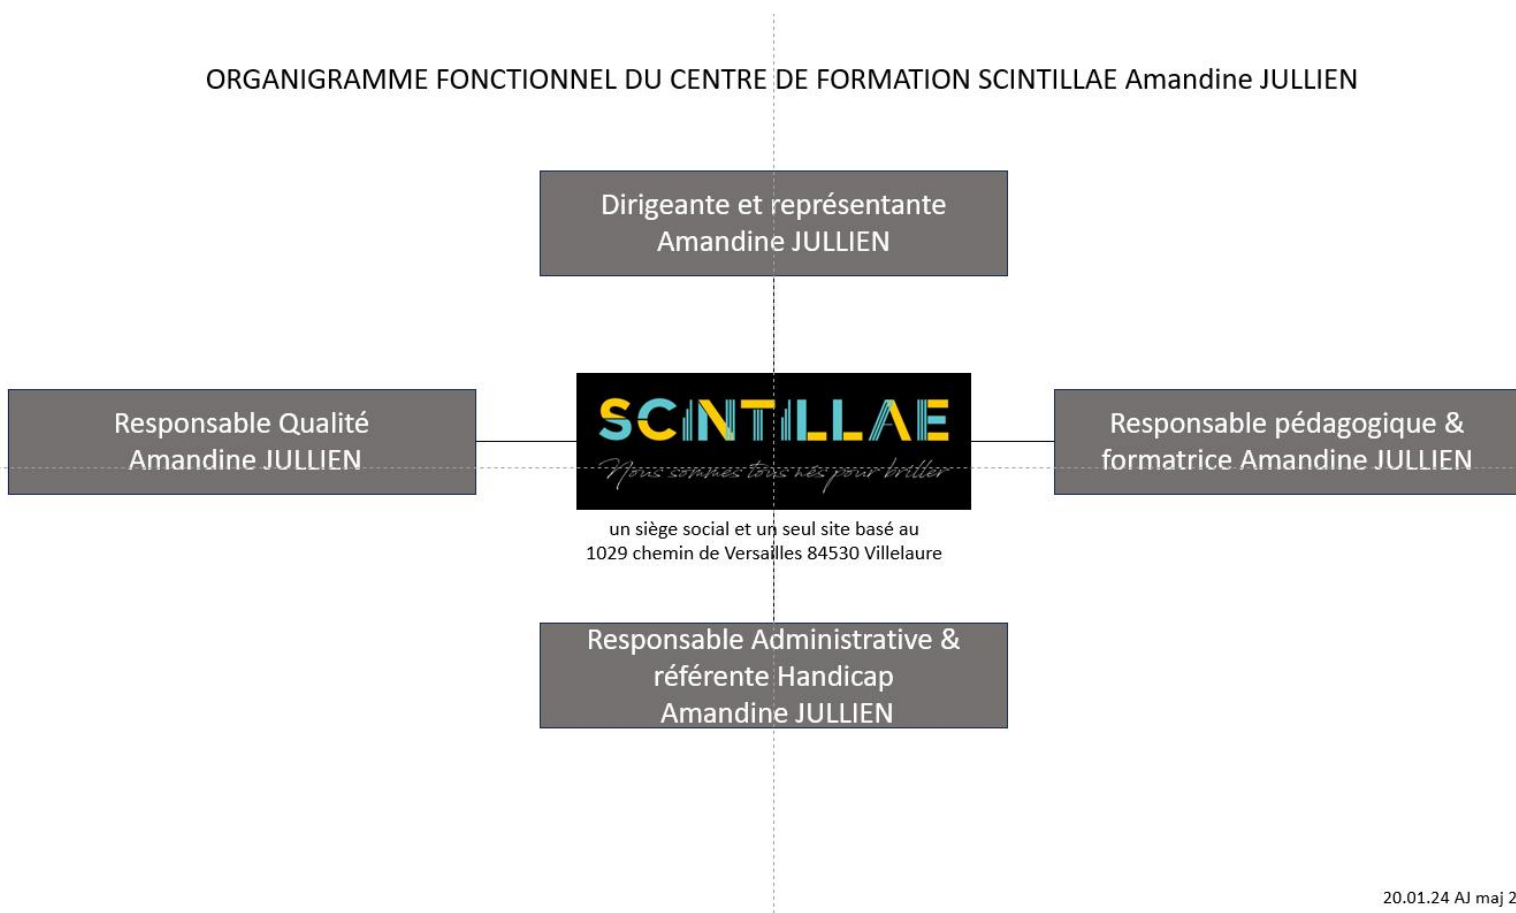 ORGANIGRAMME FONCTIONNEL DU CENTRE DE FORMATION SCINTILLAE Amandine JULLIEN
Dirigeante et représentante
Amandine JULLIEN
Responsable Qualité
Amandine JULLIEN
SCINTILLAE
Nous sommes tous nés pour briller
Responsable pédagogique &
formatrice Amandine JULLIEN
un siège social et un seul site basé au
1029 chemin de Versailles 84530 Villelaure
Responsable Administrative &
référente Handicap
Amandine JULLIEN
20.01.24 AJ maj 2